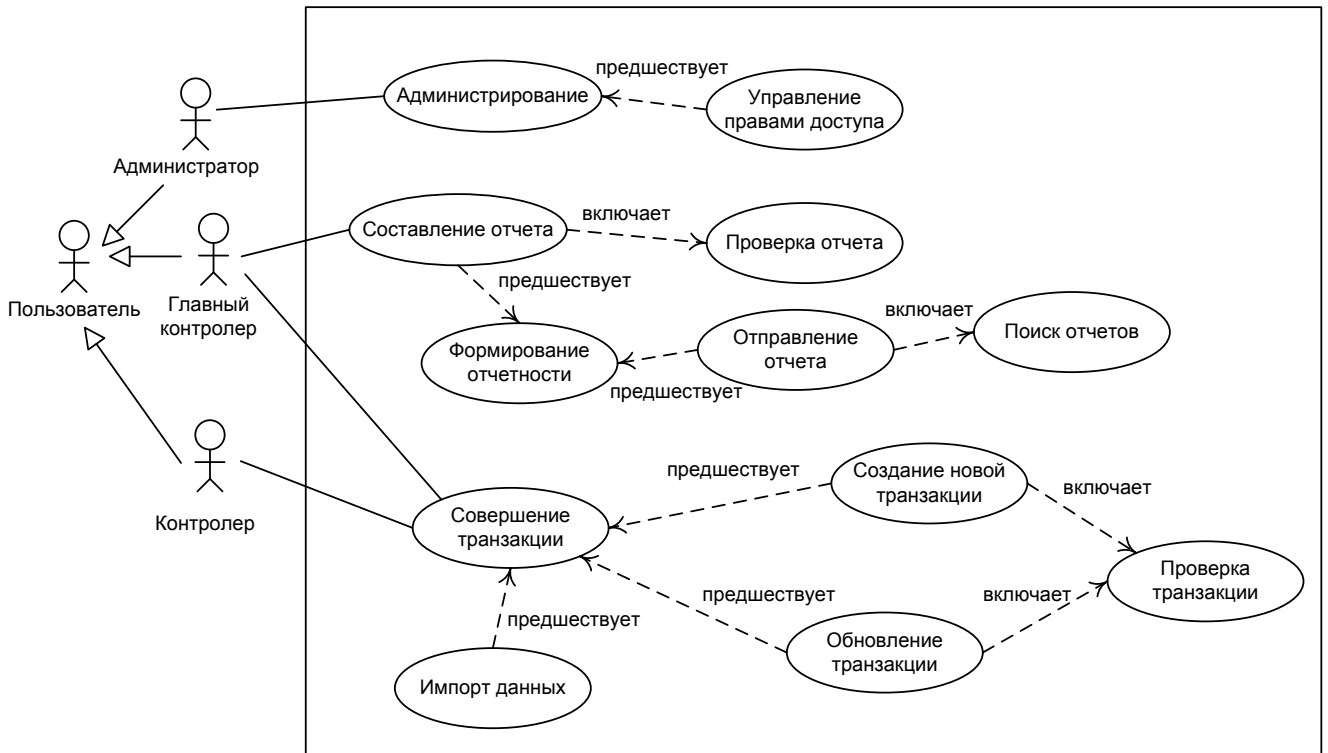 предшествует
Администрирование
Управление
правами доступа
Администратор
включает
Составление отчета
Проверка отчета
предшествует
Пользователь
Главный
контролер
включает
Формирование
отчетности
Отправление
отчета
Поиск отчетов
предшествует
предшествует
Создание новой
транзакции
включает
Контролер
Совершение
транзакции
Проверка
транзакции
предшествует
включает
предшествует
Обновление
транзакции
Импорт данных